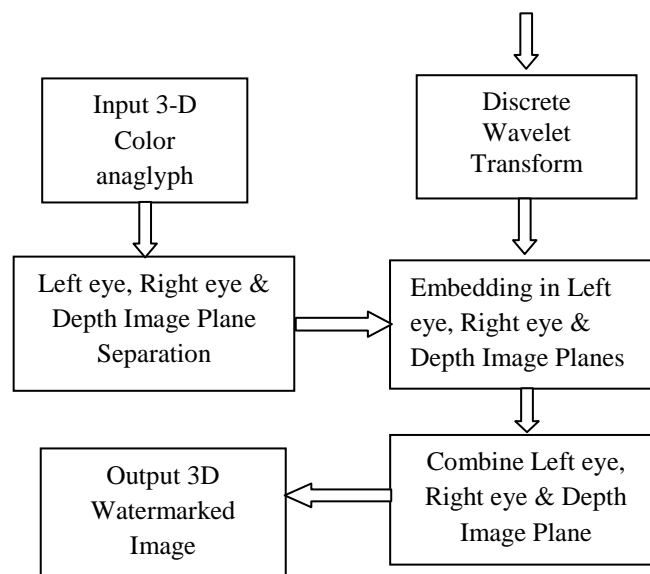 Input 3-D
Color
anaglyph
Discrete
Wavelet
Transform
Left eye, Right eye &
Depth Image Plane
Separation
Embedding in Left
eye, Right eye &
Depth Image Planes
Output 3D
Watermarked
Image
Combine Left eye,
Right eye & Depth
Image Plane